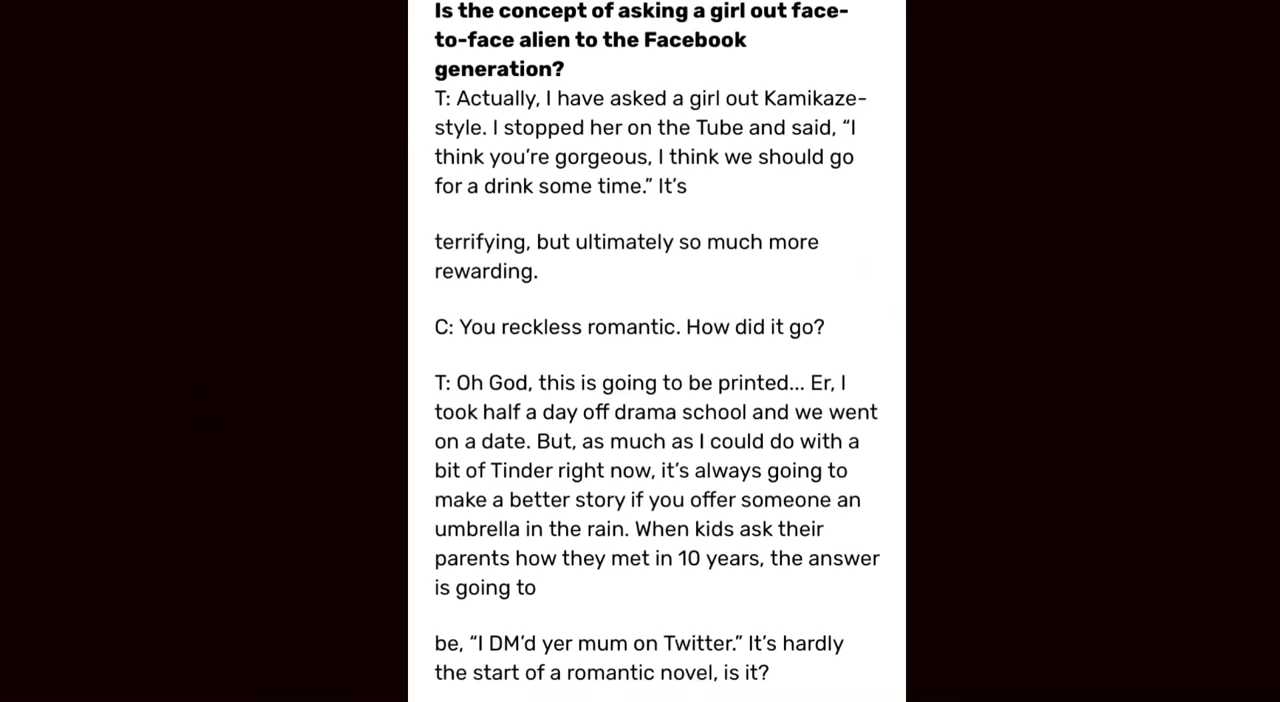 Is the concept of asking a girl out face-
to-face alien to the Facebook
generation?
T: Actually, I have asked a girl out Kamikaze-
style. I stopped her on the Tube and said, “I
think you’re gorgeous, I think we should go
for a drink some time.” It’s
terrifying, but ultimately so much more
rewarding.
C: You reckless romantic. How did it go?
T: Oh God, this is going to be printed... Er, I
took half a day off drama school and we went
on a date. But, as much as I could do with a
bit of Tinder right now, it’s always going to
make a better story if you offer someone an
umbrella in the rain. When kids ask their
parents how they met in 10 years, the answer
is going to
be, “I DM’d yer mum on Twitter.” It’s hardly
the start of a romantic novel, is it?